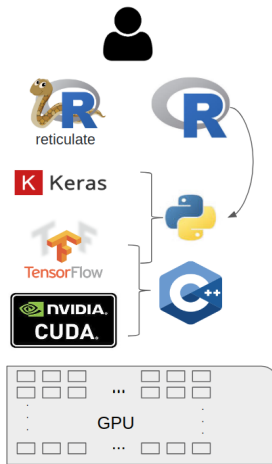 R
R
reticulate
K Keras
TensorFlow
C++
NVIDIA.
CUDA.
...
GPU
...